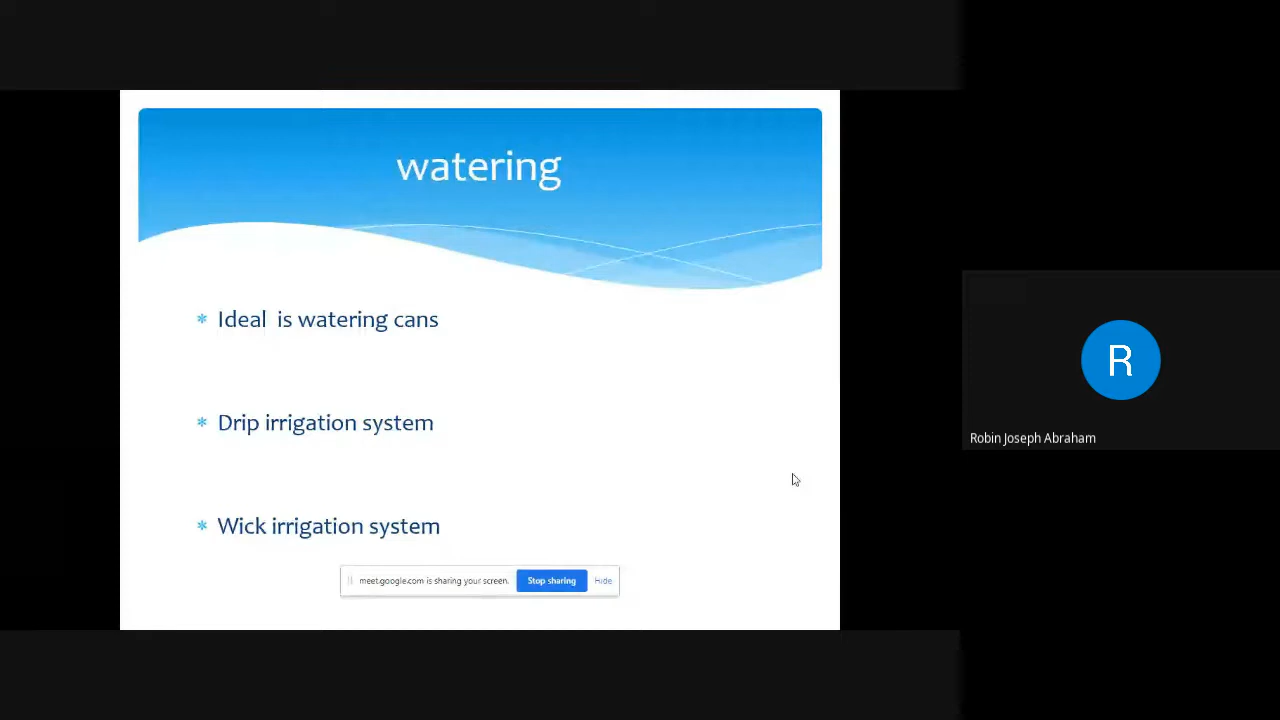 watering
* Ideal  is watering cans
* Drip irrigation system
* Wick irrigation system
meet.google.com is sharing your screen. Stop sharing Hide
R
Robin Joseph Abraham